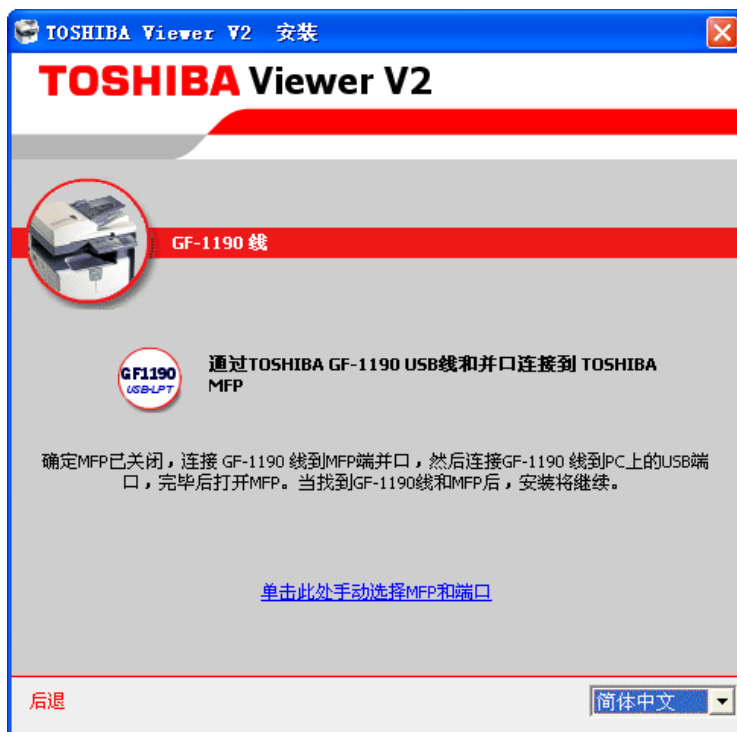 TOSHIBA Viewer V2 安装
TOSHIBA Viewer V2
GF-1190 线
GF1190
USB-LPT
通过TOSHIBA GF-1190 USB线和并口连接到 TOSHIBA
MFP
确定MFP已关闭，连接 GF-1190 线到MFP端并口，然后连接GF-1190 线到PC上的USB端
口，完毕后打开MFP。当找到GF-1190线和MFP后，安装将继续。
单击此处手动选择MFP和端口
后退
简体中文